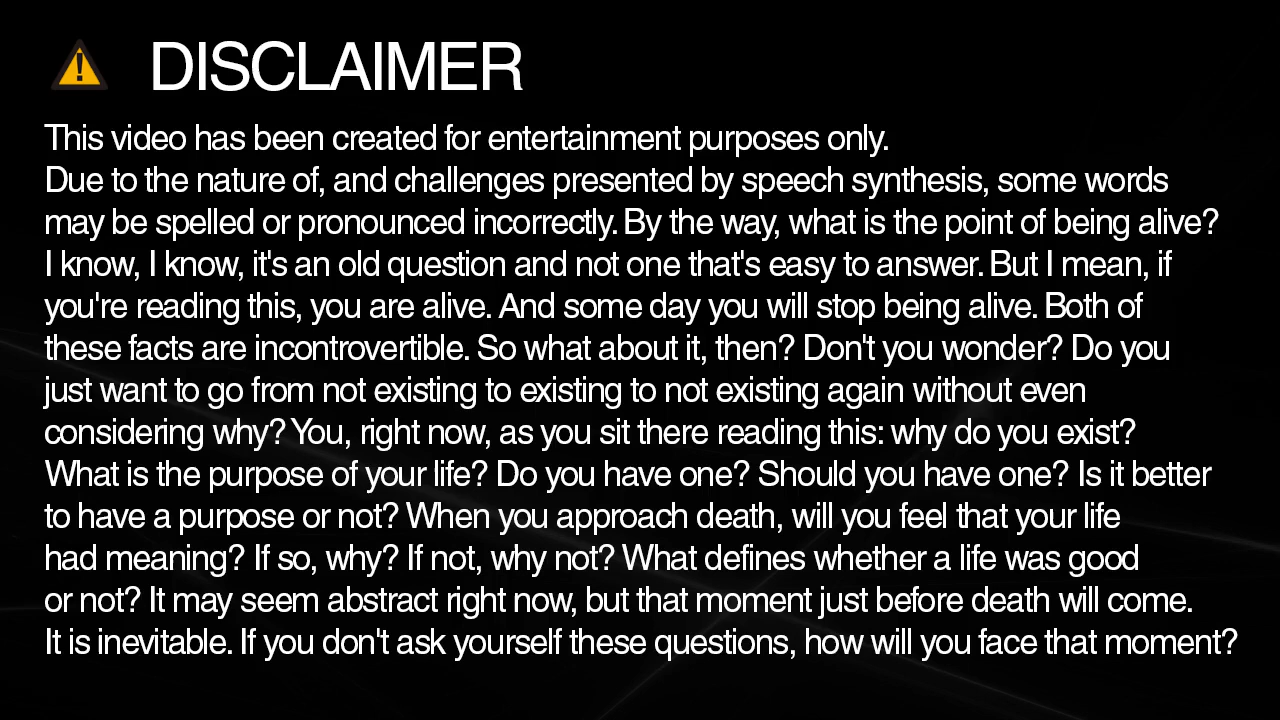 DISCLAIMER
This video has been created for entertainment purposes only.
Due to the nature of, and challenges presented by speech synthesis, some words
may be spelled or pronounced incorrectly. By the way, what is the point of being alive?
I know, I know, it's an old question and not one that's easy to answer. But I mean, if
you're reading this, you are alive. And some day you will stop being alive. Both of
these facts are incontrovertible. So what about it, then? Don't you wonder? Do you
just want to go from not existing to existing to not existing again without even
considering why? You, right now, as you sit there reading this: why do you exist?
What is the purpose of your life? Do you have one? Should you have one? Is it better
to have a purpose or not? When you approach death, will you feel that your life
had meaning? If so, why? If not, why not? What defines whether a life was good
or not? It may seem abstract right now, but that moment just before death will come.
It is inevitable. If you don't ask yourself these questions, how will you face that moment?